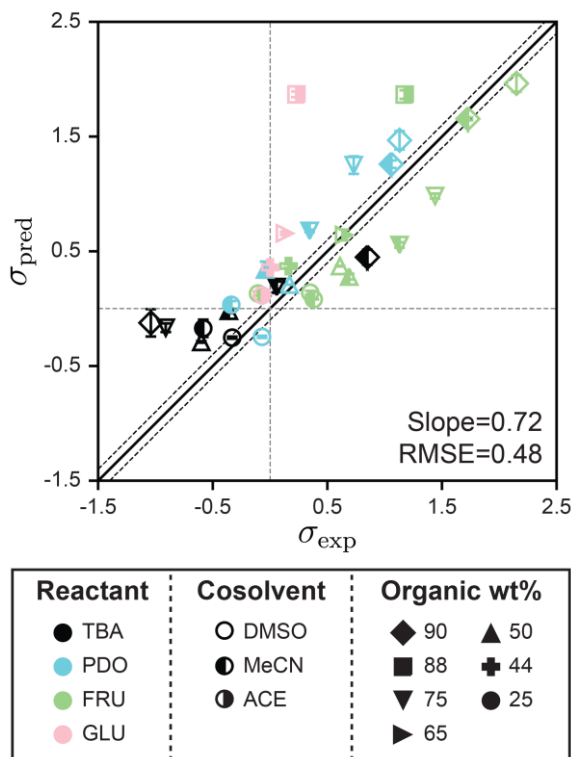 2.5
1.5
0.5
-0.5
-1.5
σpred
Slope=0.72
RMSE=0.48
-1.5 -0.5 0.5 1.5 2.5
σexp
Reactant Cosolvent Organic wt%
TBA DMSO 90 50
PDO MeCN 88 44
FRU ACE 75 25
GLU 65